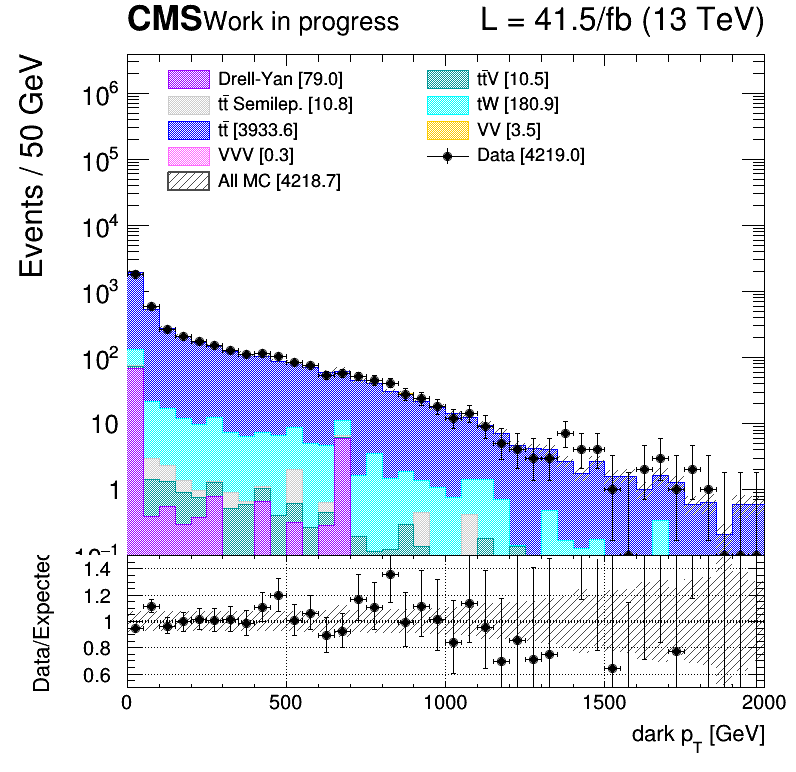 CMS Work in progress L = 41.5/fb (13 TeV)
Events / 50 GeV
Drell-Yan [79.0]
tt̄ Semilep. [10.8]
tt̄ [3933.6]
VVV [0.3]
All MC [4218.7]
tt̄V [10.5]
tW [180.9]
VV [3.5]
Data [4219.0]
10⁶
10⁵
10⁴
10³
10²
10
1
10⁻¹
Data/Expected
1.4
1.2
1
0.8
0.6
0 500 1000 1500 2000
dark p_T [GeV]